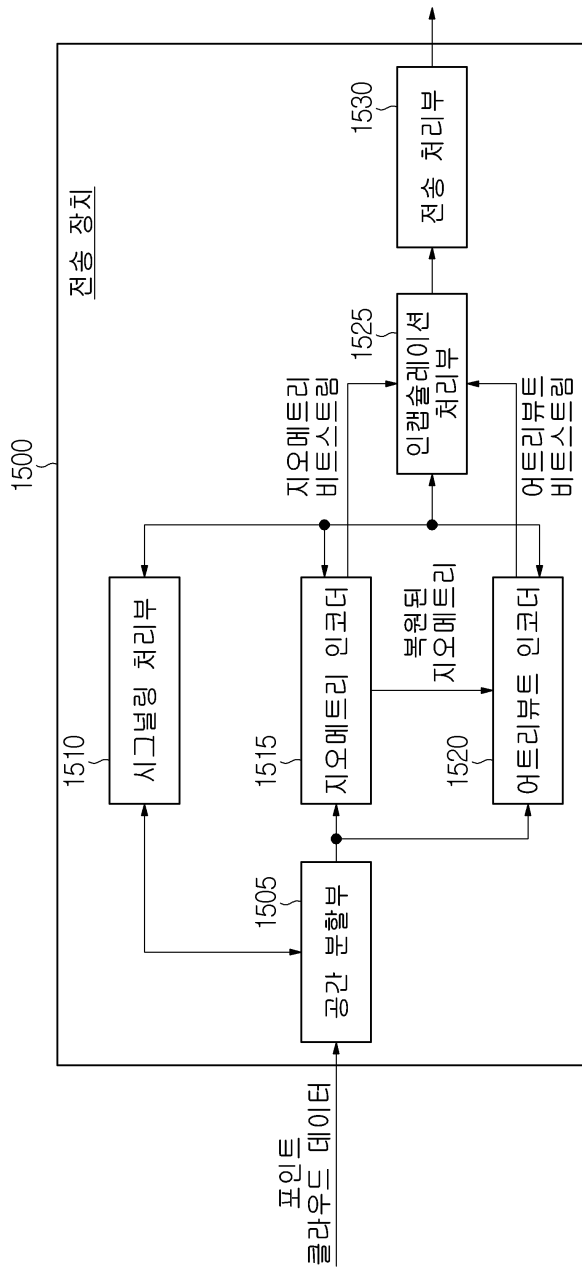 1500
전송 장치
포인트
클라우드 데이터
1505
공간 분할부
1510
시그널링 처리부
1515
지오메트리 인코더
복원된
지오메트리
1520
어트리뷰트 인코더
지오메트리
비트스트림
어트리뷰트
비트스트림
1525
인캡슐레이션
처리부
1530
전송 처리부